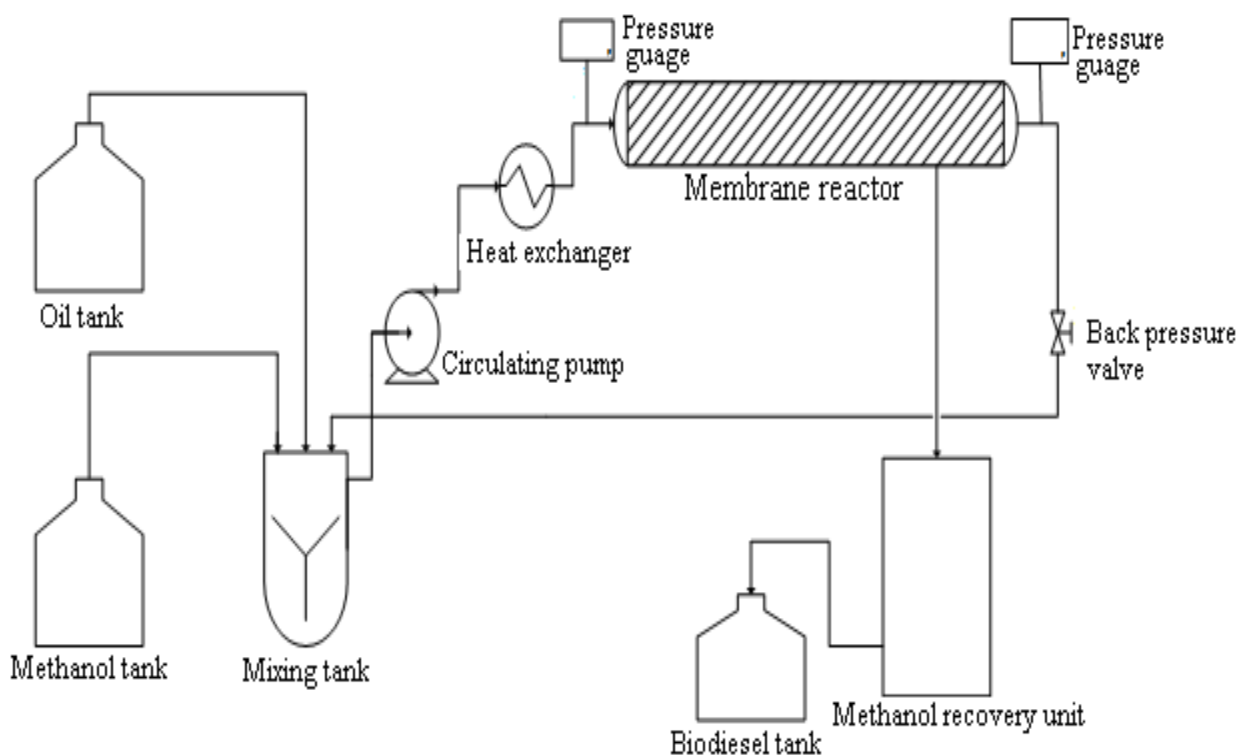 Pressure
guage
Pressure
guage
Membrane reactor
Heat exchanger
Oil tank
Circulating pump
Back pressure
valve
Methanol tank
Mixing tank
Methanol recovery unit
Biodiesel tank